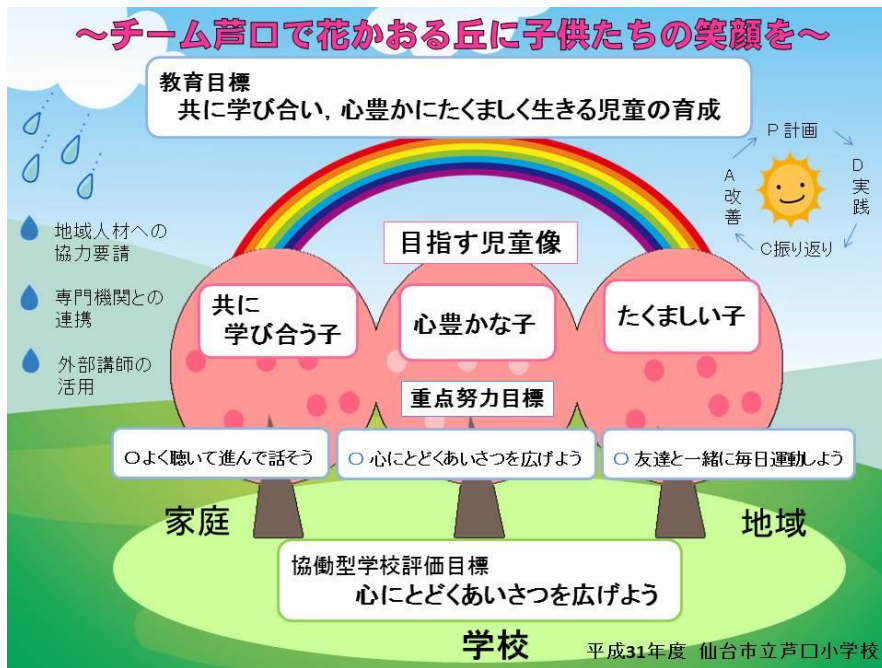 ～チーム芦口で花かおる丘に子供たちの笑顔を～
教育目標
共に学び合い，心豊かにたくましく生きる児童の育成
P 計画
D 実践
C振り返り
A 改善
地域人材への
協力要請
専門機関との
連携
外部講師の
活用
目指す児童像
共に
学び合う子
心豊かな子
たくましい子
重点努力目標
○よく聴いて進んで話そう
○ 心にとどくあいさつを広げよう
○ 友達と一緒に毎日運動しよう
家庭
地域
協働型学校評価目標
心にとどくあいさつを広げよう
学校
平成31年度 仙台市立芦口小学校